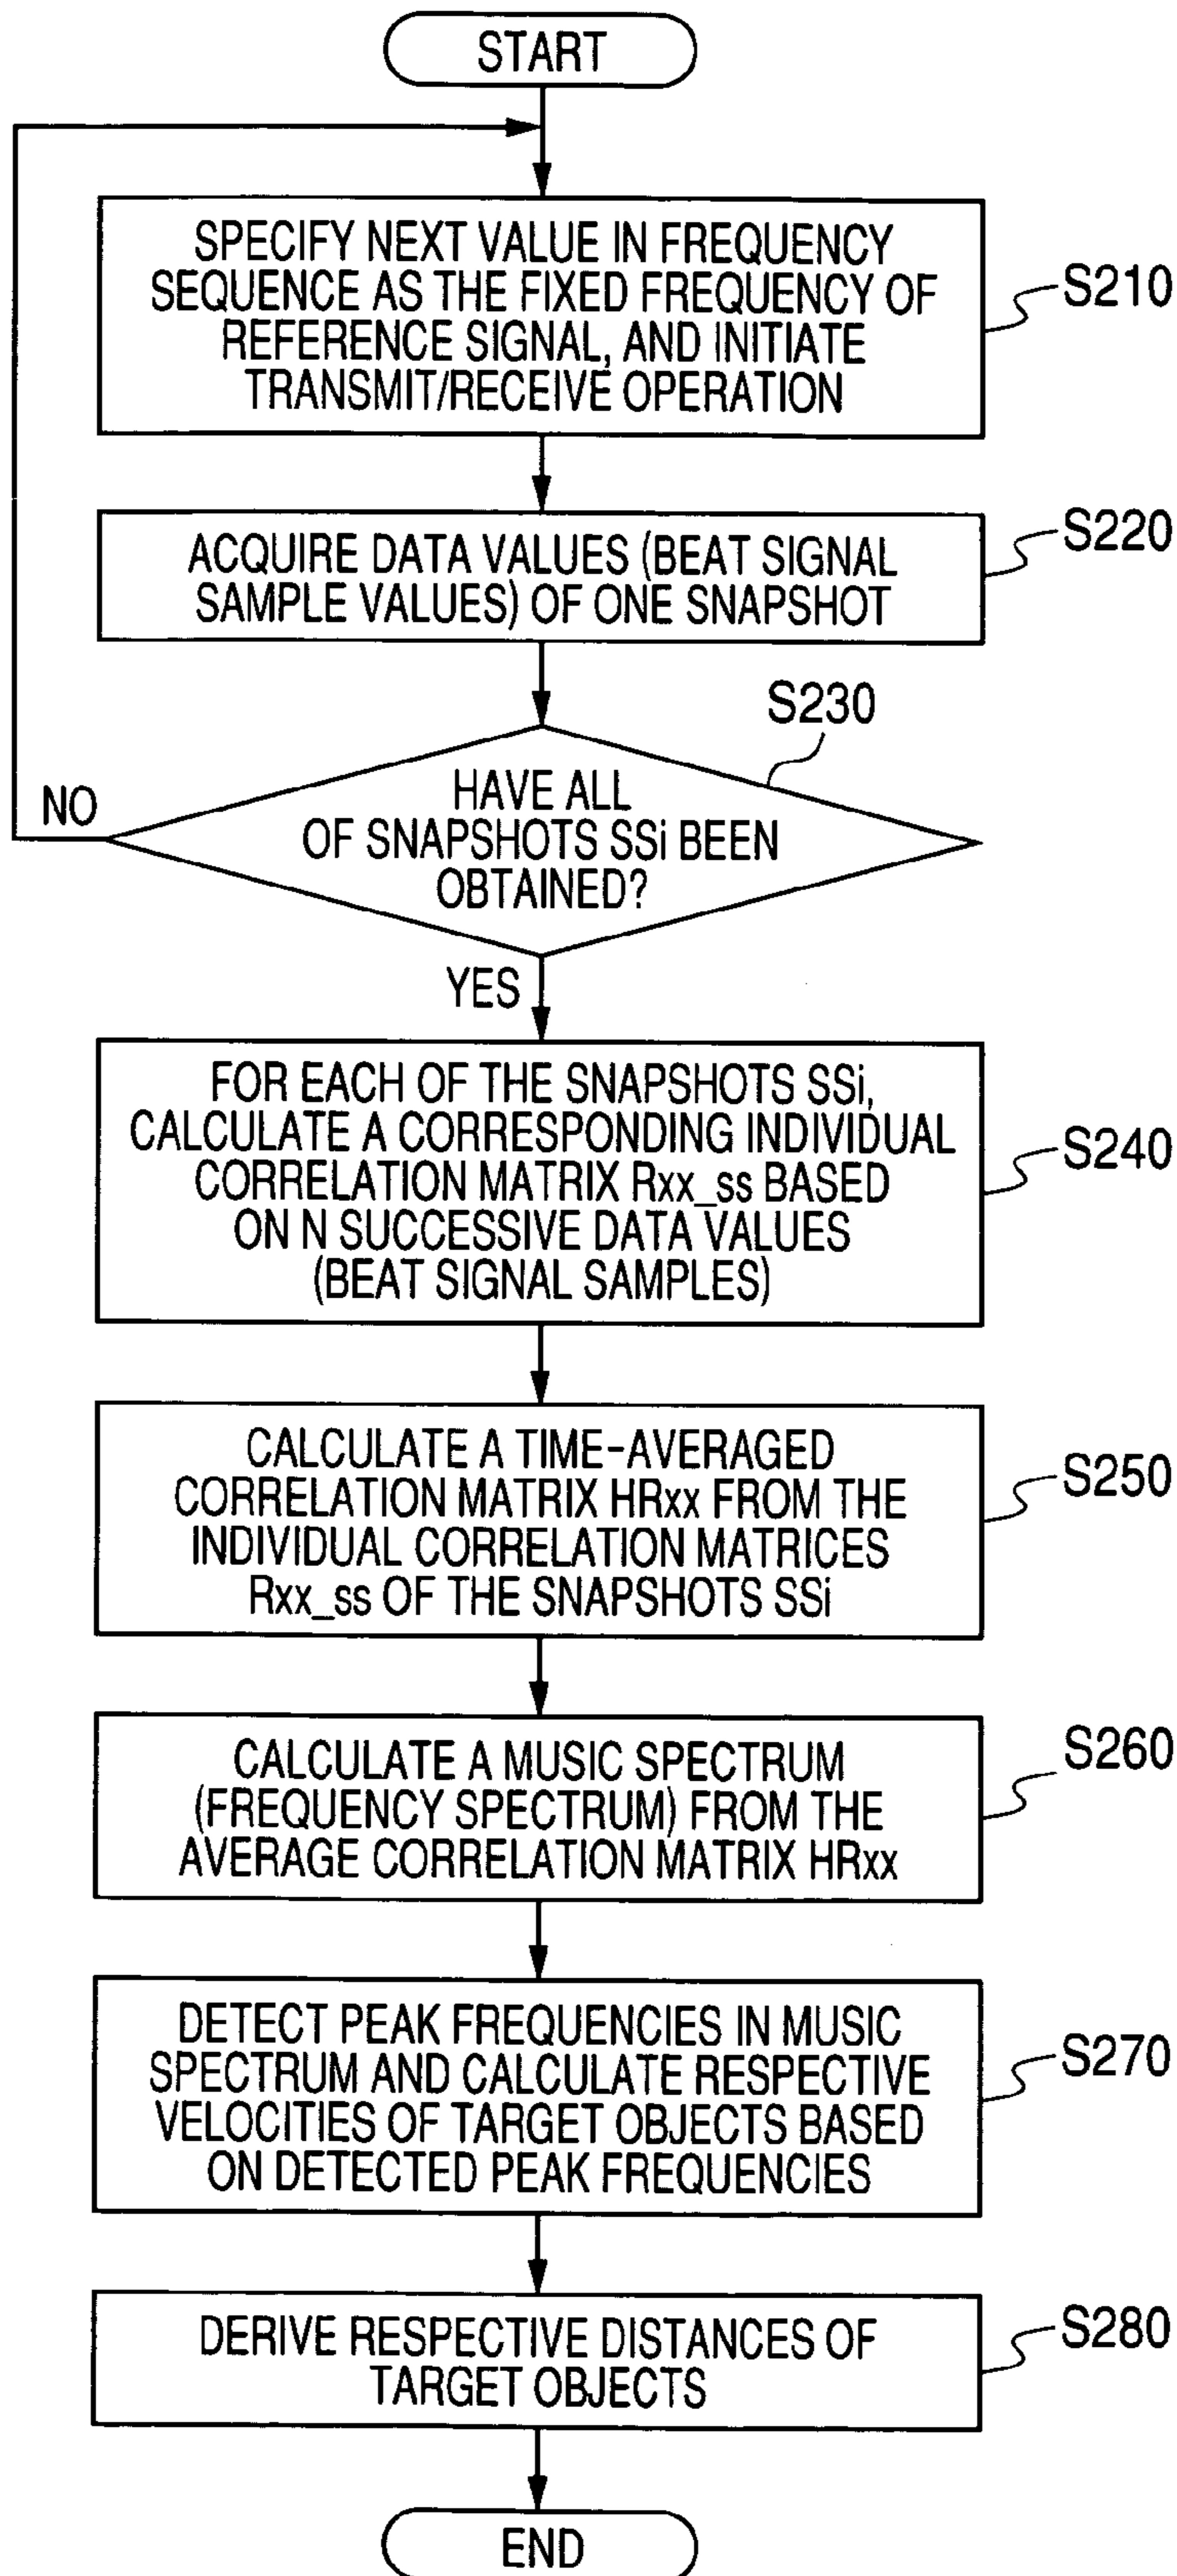 START
SPECIFY NEXT VALUE IN FREQUENCY
SEQUENCE AS THE FIXED FREQUENCY OF
REFERENCE SIGNAL, AND INITIATE
TRANSMIT/RECEIVE OPERATION
S210
ACQUIRE DATA VALUES (BEAT SIGNAL
SAMPLE VALUES) OF ONE SNAPSHOT
S220
S230
HAVE ALL
OF SNAPSHOTS SSi BEEN
OBTAINED?
NO
YES
FOR EACH OF THE SNAPSHOTS SSi,
CALCULATE A CORRESPONDING INDIVIDUAL
CORRELATION MATRIX Rxx_ss BASED
ON N SUCCESSIVE DATA VALUES
(BEAT SIGNAL SAMPLES)
S240
CALCULATE A TIME-AVERAGED
CORRELATION MATRIX HRxx FROM THE
INDIVIDUAL CORRELATION MATRICES
Rxx_ss OF THE SNAPSHOTS SSi
S250
CALCULATE A MUSIC SPECTRUM
(FREQUENCY SPECTRUM) FROM THE
AVERAGE CORRELATION MATRIX HRxx
S260
DETECT PEAK FREQUENCIES IN MUSIC
SPECTRUM AND CALCULATE RESPECTIVE
VELOCITIES OF TARGET OBJECTS BASED
ON DETECTED PEAK FREQUENCIES
S270
DERIVE RESPECTIVE DISTANCES OF
TARGET OBJECTS
S280
END